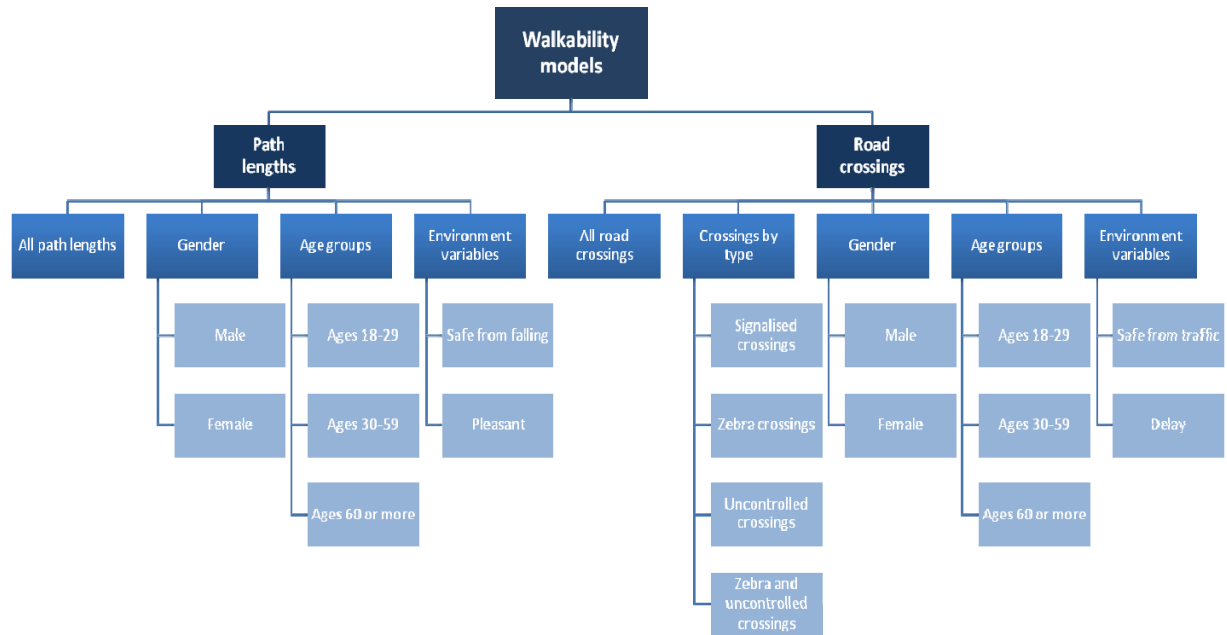 Walkability
models
Path
lengths
Road
crossings
All path lengths
Gender
Age groups
Environment
variables
All road
crossings
Crossings by
type
Gender
Age groups
Environment
variables
Male
Ages 18-29
Safe from falling
Signalised
crossings
Male
Ages 18-29
Safe from traffic
Female
Ages 30-59
Pleasant
Zebra crossings
Female
Ages 30-59
Delay
Ages 60 or more
Uncontrolled
crossings
Ages 60 or more
Zebra and
uncontrolled
crossings